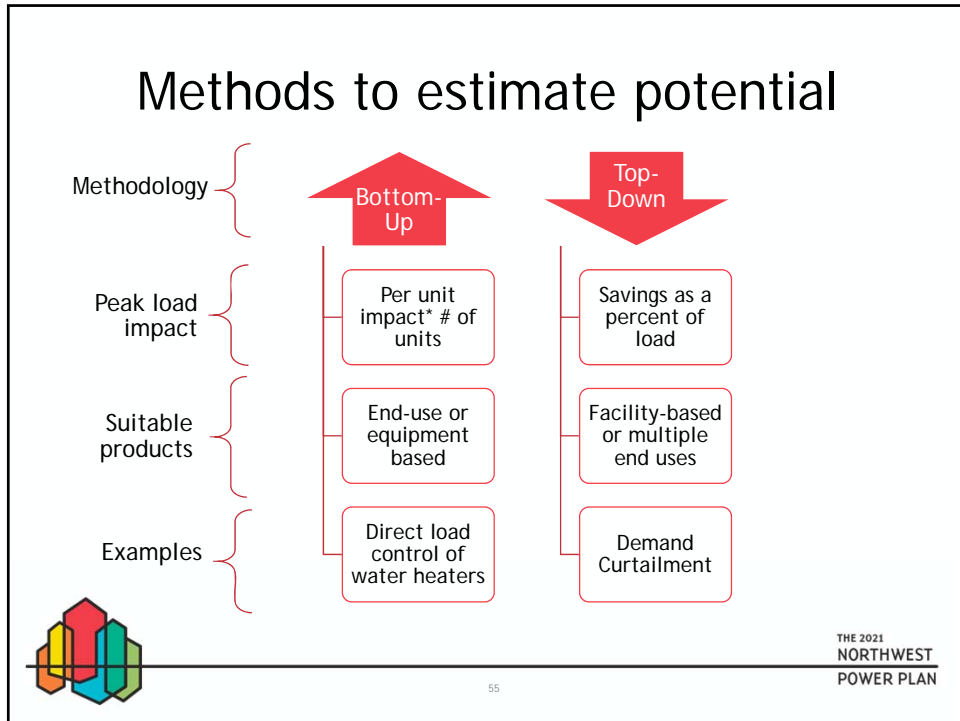 Methods to estimate potential
Methodology
Bottom-
Up
Top-
Down
Peak load
impact
Per unit
impact* # of
units
Savings as a
percent of
load
Suitable
products
End-use or
equipment
based
Facility-based
or multiple
end uses
Examples
Direct load
control of
water heaters
Demand
Curtailment
THE 2021
NORTHWEST
POWER PLAN
55